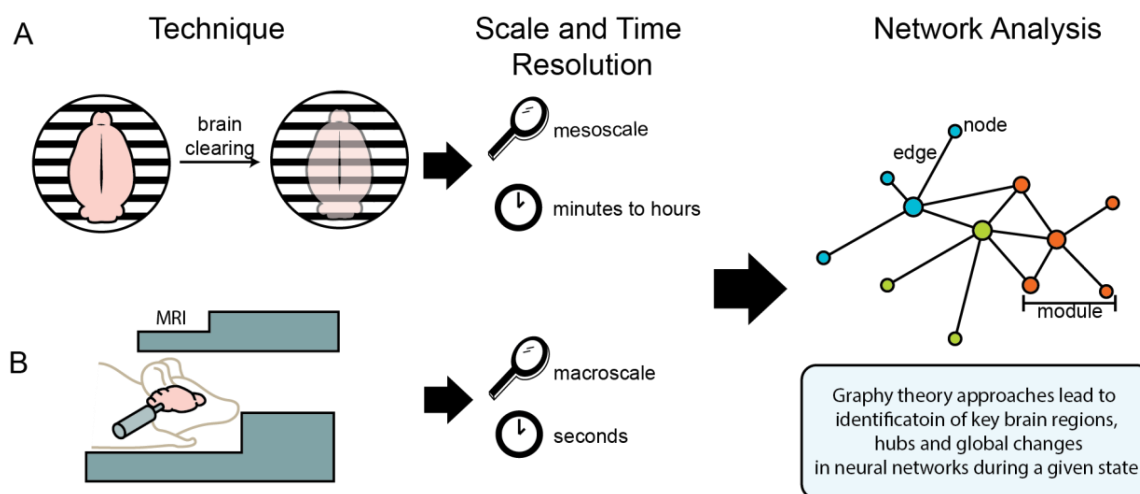 A
Technique
Scale and Time
Resolution
Network Analysis
brain
clearing
mesoscale
minutes to hours
node
edge
module
B
MRI
macroscale
seconds
Graphy theory approaches lead to
identificatoin of key brain regions,
hubs and global changes
in neural networks during a given state